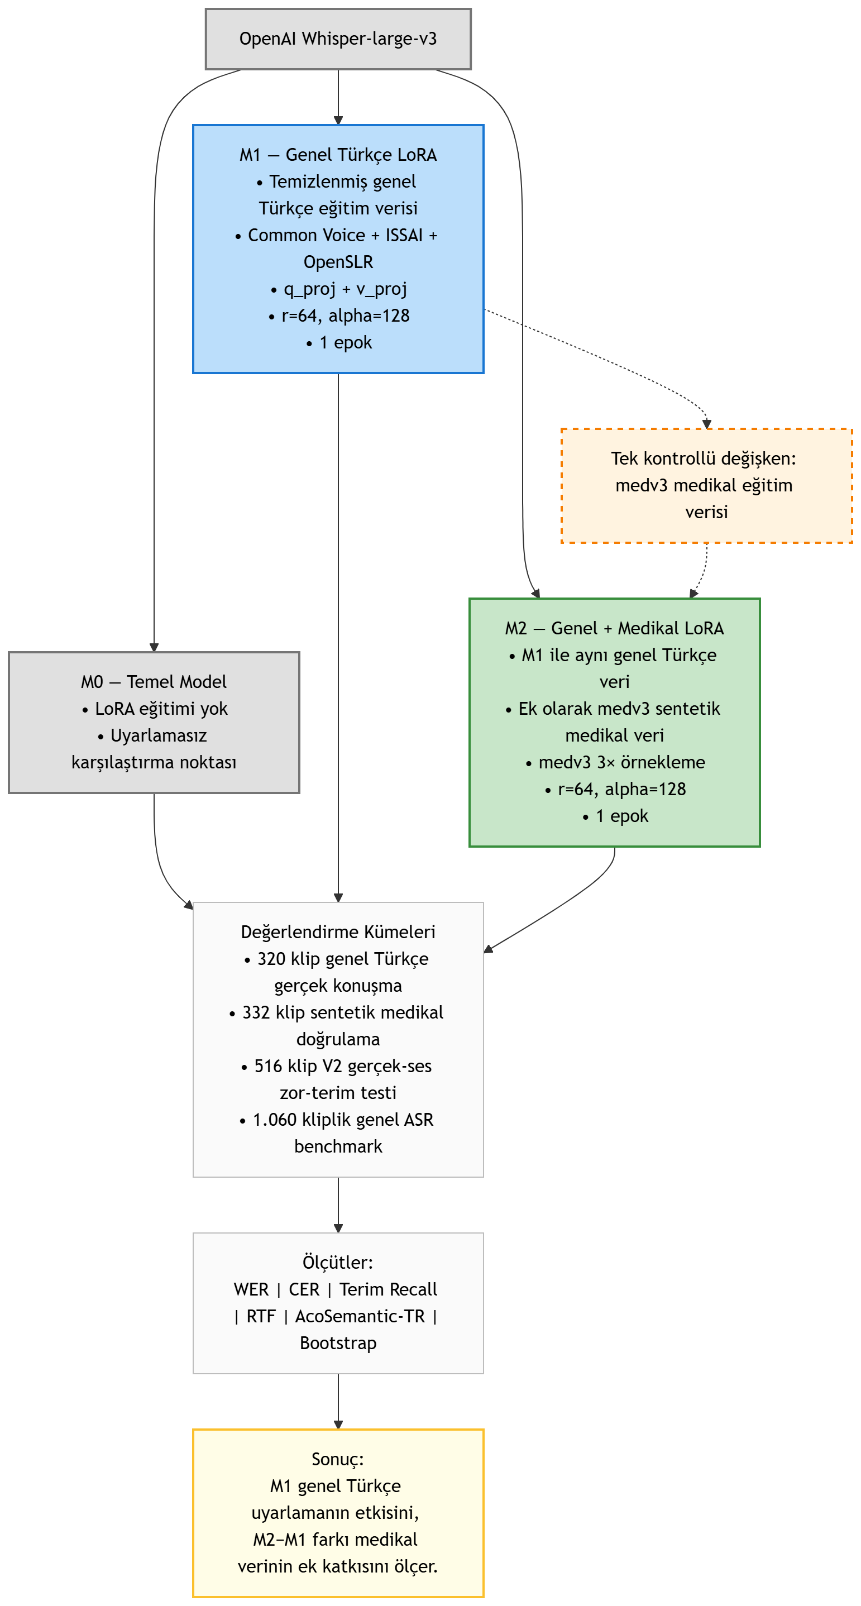 OpenAI Whisper-large-v3
M1 — Genel Türkçe LoRA
• Temizlenmiş genel
Türkçe eğitim verisi
• Common Voice + ISSAI +
OpenSLR
• q_proj + v_proj
• r=64, alpha=128
• 1 epok
Tek kontrollü değişken:
medv3 medikal eğitim
verisi
M2 — Genel + Medikal LoRA
• M1 ile aynı genel Türkçe
veri
• Ek olarak medv3 sentetik
medikal veri
• medv3 3× örnekleme
• r=64, alpha=128
• 1 epok
M0 — Temel Model
• LoRA eğitimi yok
• Uyarlamasız
karşılaştırma noktası
Değerlendirme Kümeleri
• 320 klip genel Türkçe
gerçek konuşma
• 332 klip sentetik medikal
doğrulama
• 516 klip V2 gerçek-ses
zor-terim testi
• 1.060 kliplik genel ASR
benchmark
Ölçütler:
WER | CER | Terim Recall
| RTF | AcoSemantic-TR |
Bootstrap
Sonuç:
M1 genel Türkçe
uyarlamanın etkisini,
M2−M1 farkı medikal
verinin ek katkısını ölçer.